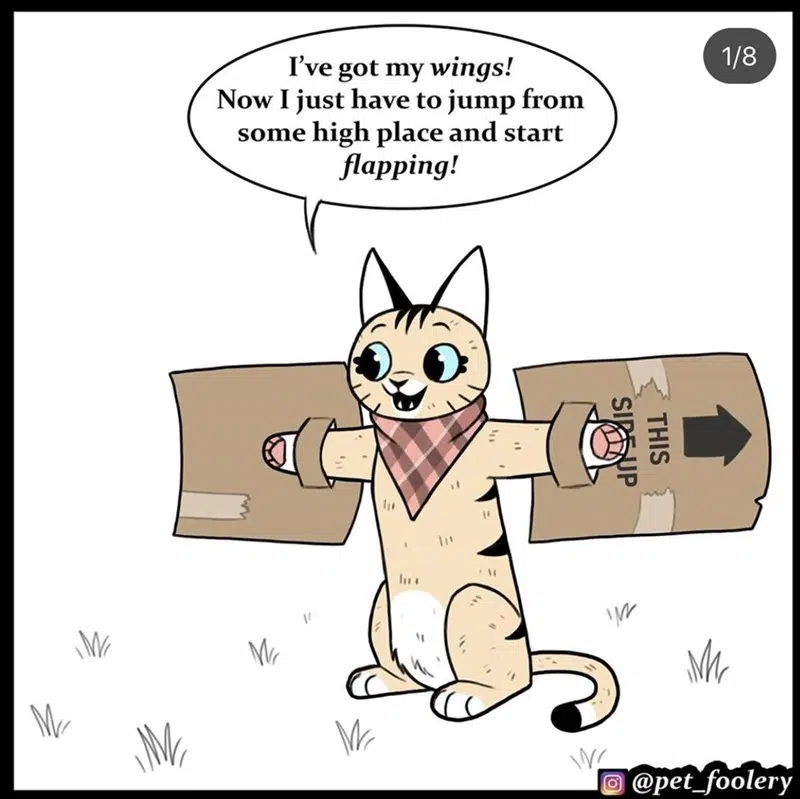 1/8
I've got my wings!
Now I just have to jump from
some high place and start
flapping!
THIS
SIDE UP
@pet_foolery